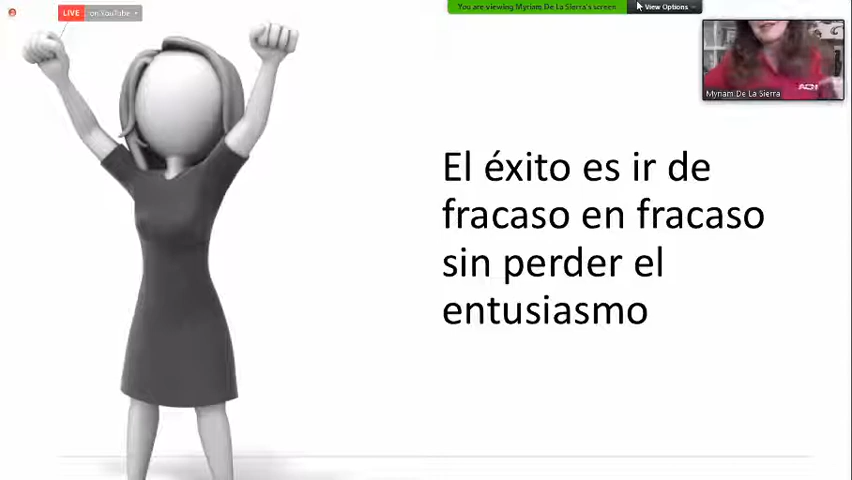 LIVE on YouTube
You are viewing Myriam De La Sierra's screen
View Options
Myriam De La Sierra
El éxito es ir de
fracaso en fracaso
sin perder el
entusiasmo